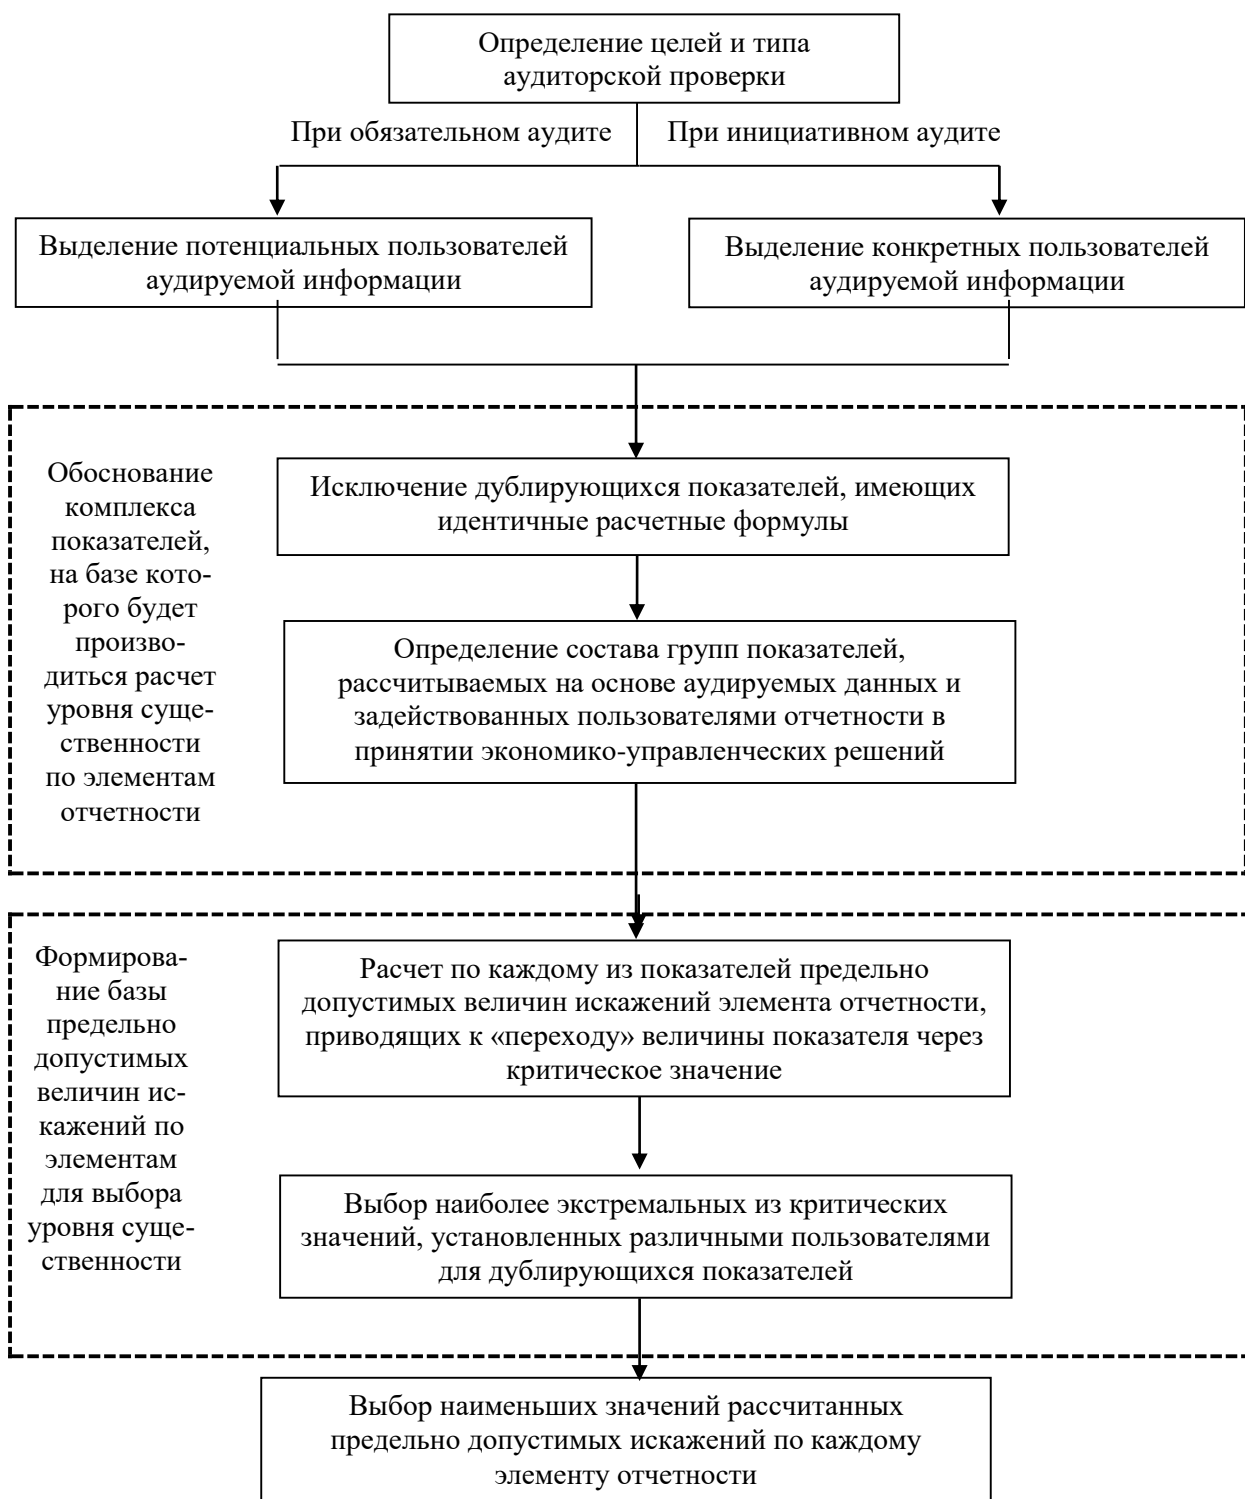 Определение целей и типа
аудиторской проверки
При обязательном аудите
При инициативном аудите
Выделение потенциальных пользователей
аудируемой информации
Выделение конкретных пользователей
аудируемой информации
Обоснование
комплекса
показателей,
на базе кото-
рого будет
произво-
диться расчет
уровня суще-
ственности
по элементам
отчетности
Исключение дублирующихся показателей, имеющих
идентичные расчетные формулы
Определение состава групп показателей,
рассчитываемых на основе аудируемых данных и
задействованных пользователями отчетности в
принятии экономико-управленческих решений
Формирова-
ние базы
предельно
допустимых
величин ис-
кажений по
элементам
для выбора
уровня суще-
ственности
Расчет по каждому из показателей предельно
допустимых величин искажений элемента отчетности,
приводящих к «переходу» величины показателя через
критическое значение
Выбор наиболее экстремальных из критических
значений, установленных различными пользователями
для дублирующихся показателей
Выбор наименьших значений рассчитанных
предельно допустимых искажений по каждому
элементу отчетности